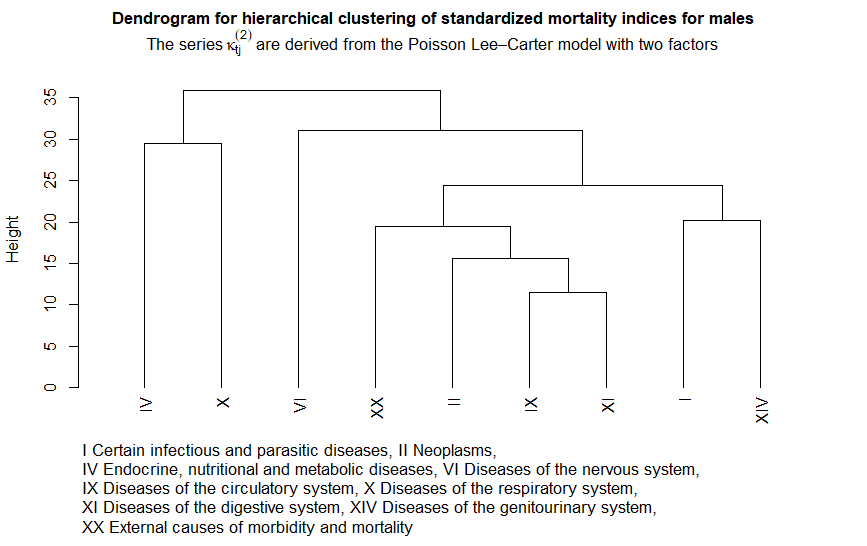 Dendrogram for hierarchical clustering of standardized mortality indices for males
The series κ_tj^(2) are derived from the Poisson Lee–Carter model with two factors
Height
35
30
25
20
15
10
5
0
IV
X
VI
XX
II
IX
XI
I
XIV
I Certain infectious and parasitic diseases, II Neoplasms,
IV Endocrine, nutritional and metabolic diseases, VI Diseases of the nervous system,
IX Diseases of the circulatory system, X Diseases of the respiratory system,
XI Diseases of the digestive system, XIV Diseases of the genitourinary system,
XX External causes of morbidity and mortality